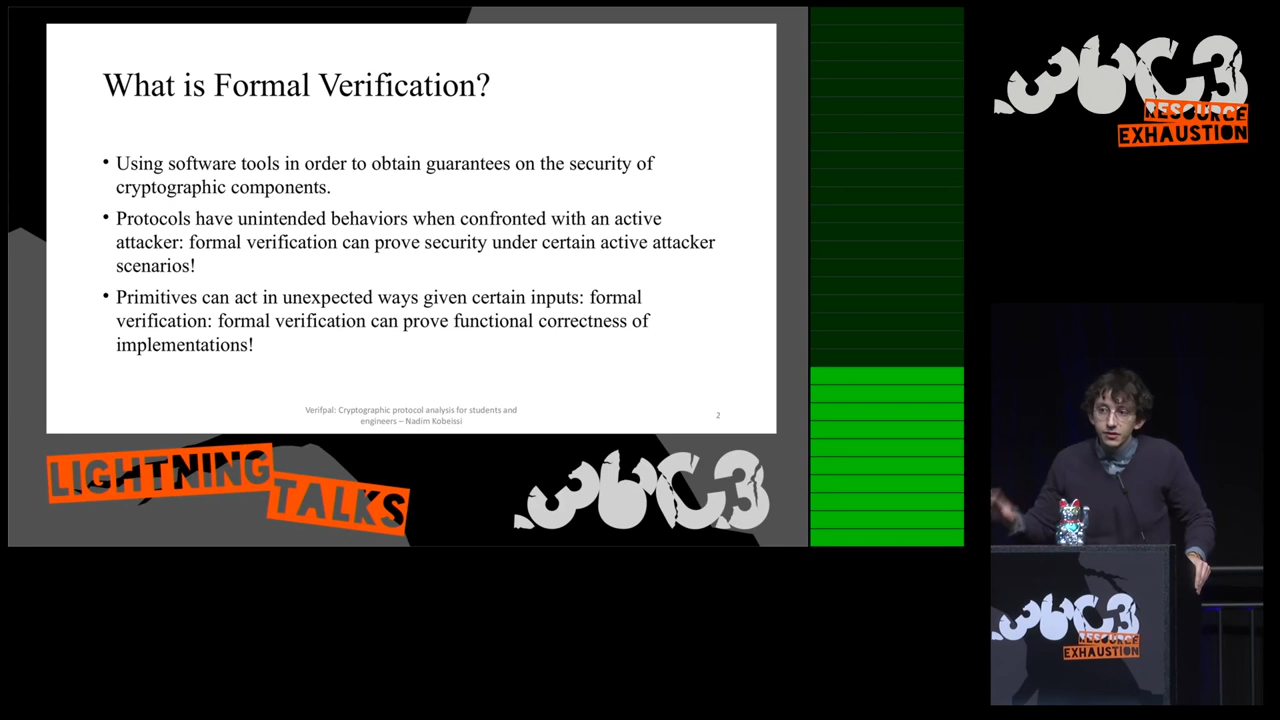 What is Formal Verification?
• Using software tools in order to obtain guarantees on the security of
cryptographic components.
• Protocols have unintended behaviors when confronted with an active
attacker: formal verification can prove security under certain active attacker
scenarios!
• Primitives can act in unexpected ways given certain inputs: formal
verification: formal verification can prove functional correctness of
implementations!
Verifpal: Cryptographic protocol analysis for students and
engineers – Nadim Kobeissi
2
LIGHTNING
TALKS
36C3
36C3
RESOURCE
EXHAUSTION
36C3
RESOURCE
EXHAUSTION